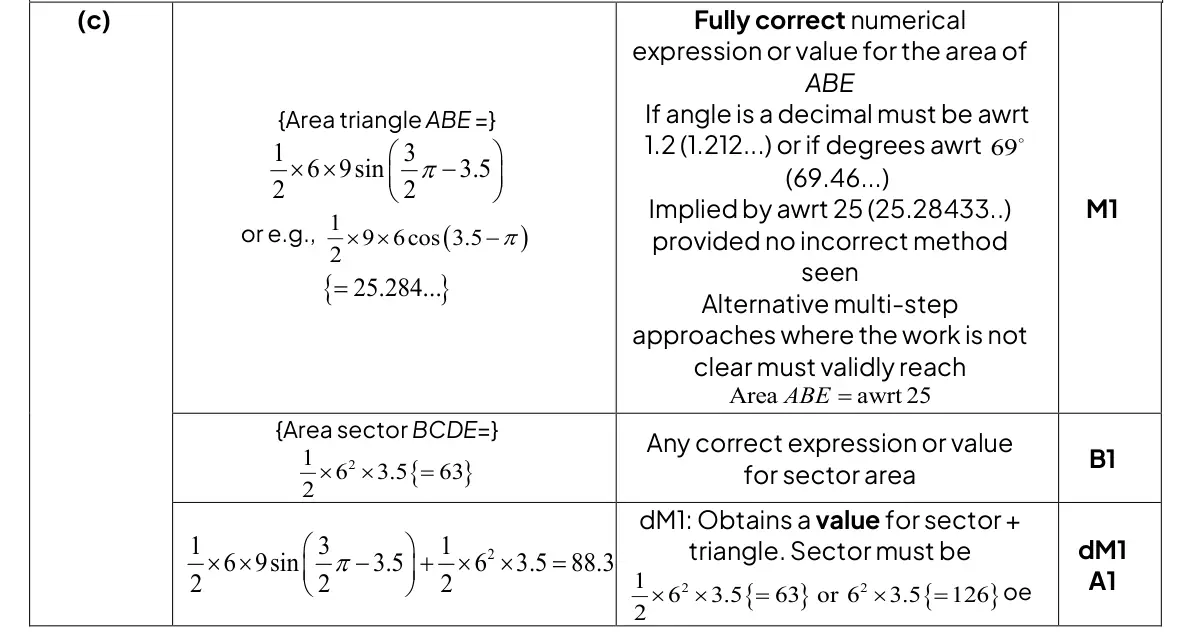 (c)
{Area triangle ABE =}
1/2 × 6 × 9 sin(3/2 π − 3.5)
or e.g., 1/2 × 9 × 6 cos(3.5 − π)
{= 25.284...}
Fully correct numerical
expression or value for the area of
ABE
If angle is a decimal must be awrt
1.2 (1.212...) or if degrees awrt 69°
(69.46...)
Implied by awrt 25 (25.28433..)
provided no incorrect method
seen
Alternative multi-step
approaches where the work is not
clear must validly reach
Area ABE = awrt 25
M1
{Area sector BCDE=}
1/2 × 6² × 3.5{= 63}
Any correct expression or value
for sector area
B1
1/2 × 6 × 9 sin(3/2 π − 3.5) + 1/2 × 6² × 3.5 = 88.3
dM1: Obtains a value for sector +
triangle. Sector must be
1/2 × 6² × 3.5{= 63} or 6² × 3.5{= 126} oe
dM1
A1